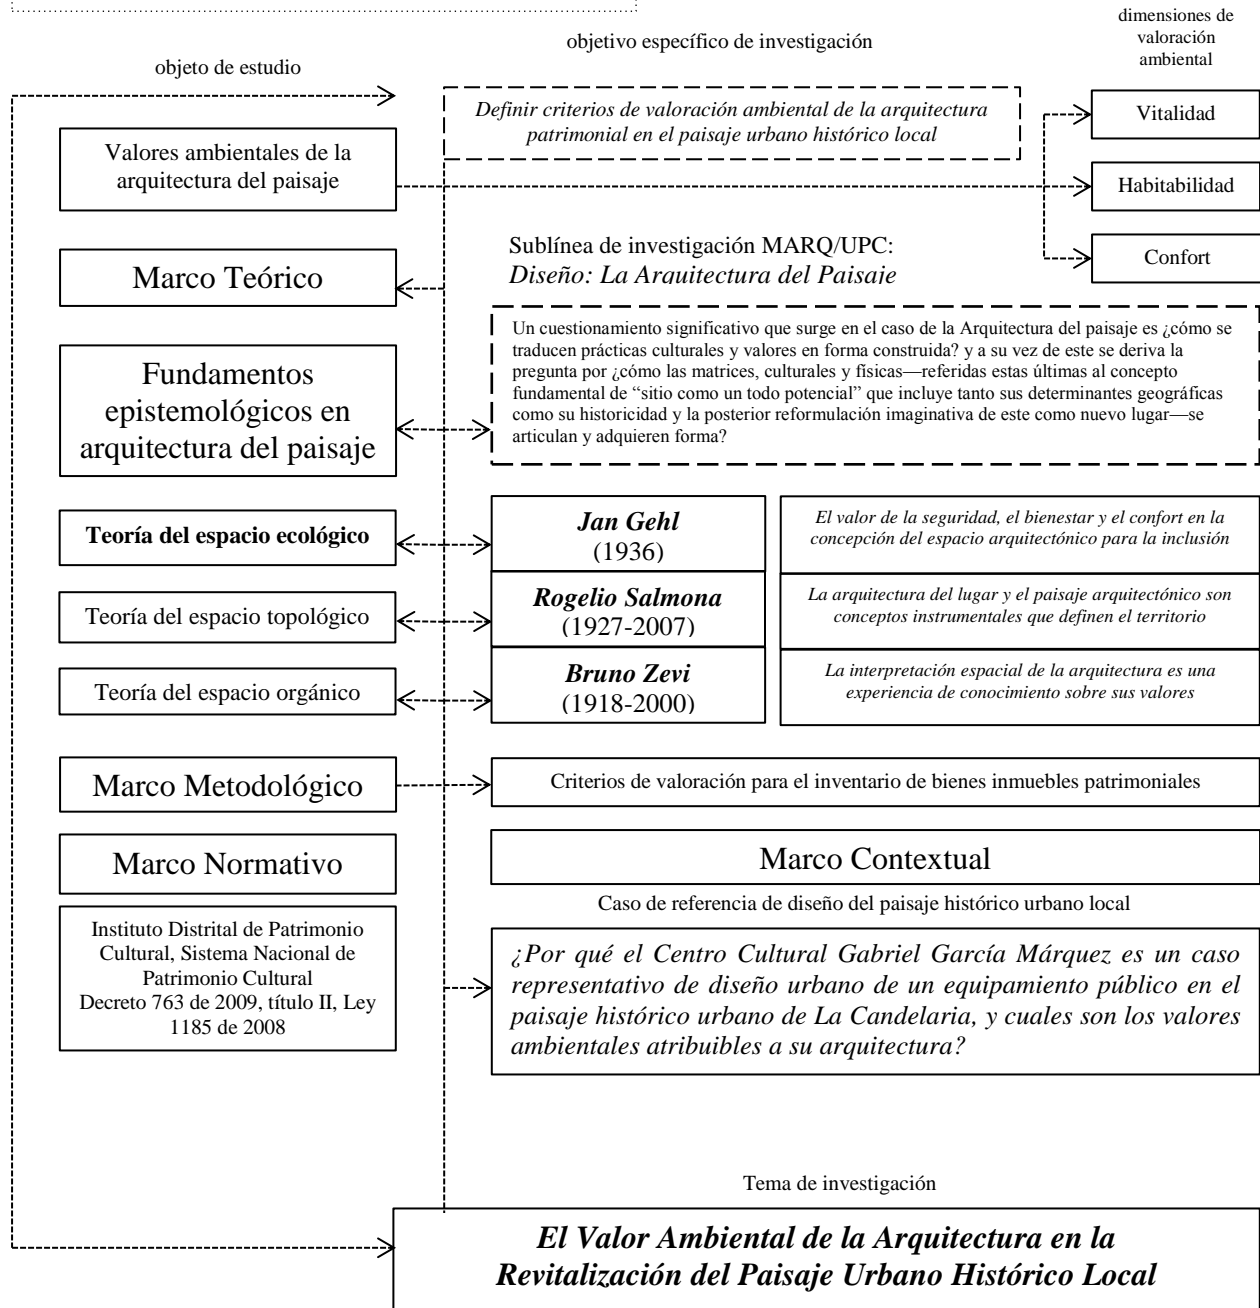 dimensiones de
valoración
ambiental
objetivo específico de investigación
objeto de estudio
Definir criterios de valoración ambiental de la arquitectura
patrimonial en el paisaje urbano histórico local
Vitalidad
Valores ambientales de la
arquitectura del paisaje
Habitabilidad
Sublínea de investigación MARQ/UPC:
Diseño: La Arquitectura del Paisaje
Confort
Marco Teórico
Un cuestionamiento significativo que surge en el caso de la Arquitectura del paisaje es ¿cómo se
traducen prácticas culturales y valores en forma construida? y a su vez de este se deriva la
pregunta por ¿cómo las matrices, culturales y físicas—referidas estas últimas al concepto
fundamental de “sitio como un todo potencial” que incluye tanto sus determinantes geográficas
como su historicidad y la posterior reformulación imaginativa de este como nuevo lugar—se
articulan y adquieren forma?
Fundamentos
epistemológicos en
arquitectura del paisaje
Teoría del espacio ecológico
Jan Gehl
(1936)
El valor de la seguridad, el bienestar y el confort en la
concepción del espacio arquitectónico para la inclusión
Teoría del espacio topológico
Rogelio Salmona
(1927-2007)
La arquitectura del lugar y el paisaje arquitectónico son
conceptos instrumentales que definen el territorio
Teoría del espacio orgánico
Bruno Zevi
(1918-2000)
La interpretación espacial de la arquitectura es una
experiencia de conocimiento sobre sus valores
Marco Metodológico
Criterios de valoración para el inventario de bienes inmuebles patrimoniales
Marco Normativo
Marco Contextual
Caso de referencia de diseño del paisaje histórico urbano local
Instituto Distrital de Patrimonio
Cultural, Sistema Nacional de
Patrimonio Cultural
Decreto 763 de 2009, título II, Ley
1185 de 2008
¿Por qué el Centro Cultural Gabriel García Márquez es un caso
representativo de diseño urbano de un equipamiento público en el
paisaje histórico urbano de La Candelaria, y cuales son los valores
ambientales atribuibles a su arquitectura?
Tema de investigación
El Valor Ambiental de la Arquitectura en la
Revitalización del Paisaje Urbano Histórico Local